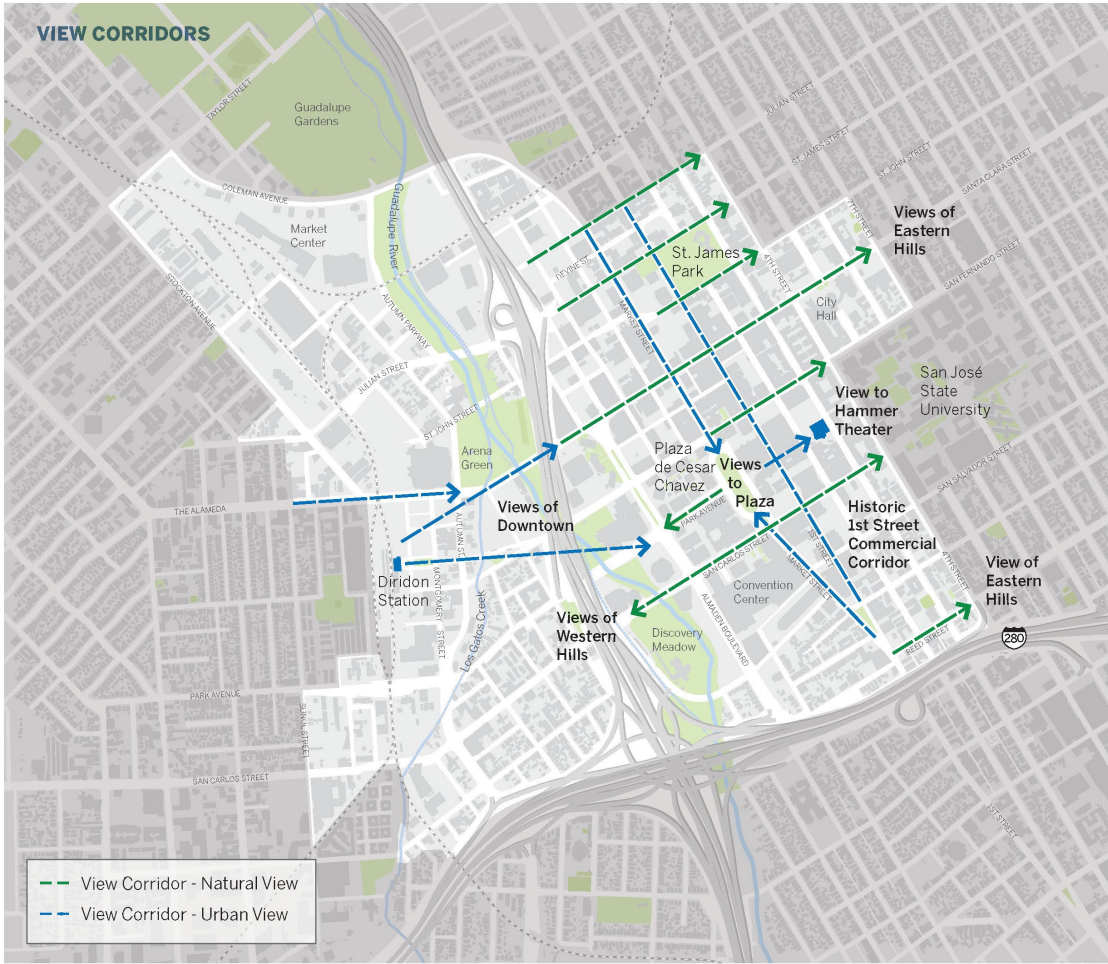 VIEW CORRIDORS
TAYLOR STREET
Guadalupe
Gardens
JULIAN STREET
ST. JAMES STREET
ST. JOHN STREET
SANTA CLARA STREET
COLEMAN AVENUE
Guadalupe River
7TH STREET
Views of
Eastern
Hills
Market
Center
DEVINE ST.
St. James
Park
4TH STREET
SAN FERNANDO STREET
STOCKTON AVENUE
AUTUMN PARKWAY
MARKET STREET
City
Hall
JULIAN STREET
San José
State
University
View to
Hammer
Theater
ST. JOHN STREET
Arena
Green
Plaza
de Cesar
Chavez
Views
to
Plaza
SAN SALVADOR STREET
THE ALAMEDA
Views of
Downtown
AUTUMN ST.
PARK AVENUE
Historic
1st Street
Commercial
Corridor
1ST STREET
SAN CARLOS STREET
MARKET STREET
4TH STREET
View of
Eastern
Hills
Diridon
Station
MONTGOMERY STREET
Los Gatos Creek
Convention
Center
ALMADEN BOULEVARD
Views of
Western
Hills
Discovery
Meadow
REED STREET
280
PARK AVENUE
SAN CARLOS STREET
1ST STREET
View Corridor - Natural View
View Corridor - Urban View